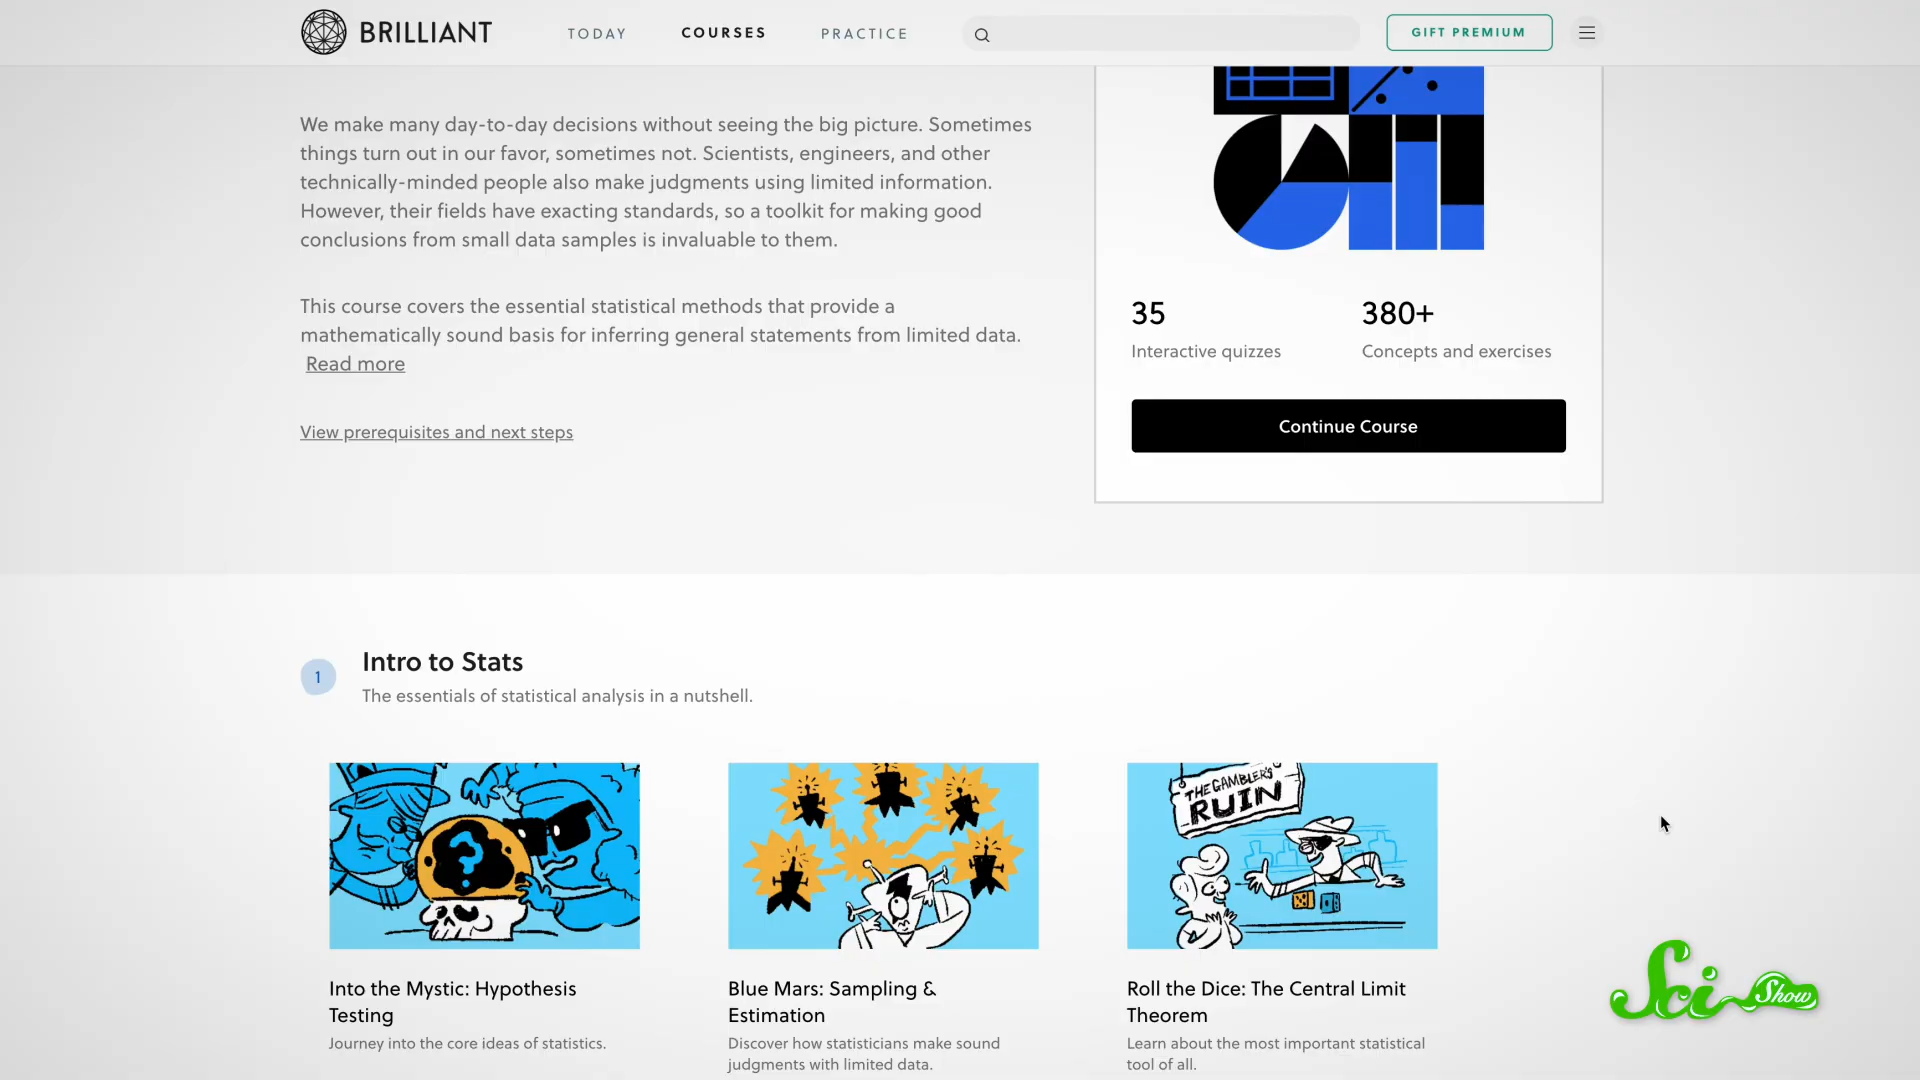 BRILLIANT
TODAY
COURSES
PRACTICE
GIFT PREMIUM
We make many day-to-day decisions without seeing the big picture. Sometimes
things turn out in our favor, sometimes not. Scientists, engineers, and other
technically-minded people also make judgments using limited information.
However, their fields have exacting standards, so a toolkit for making good
conclusions from small data samples is invaluable to them.
This course covers the essential statistical methods that provide a
mathematically sound basis for inferring general statements from limited data.
Read more
View prerequisites and next steps
35
Interactive quizzes
380+
Concepts and exercises
Continue Course
1
Intro to Stats
The essentials of statistical analysis in a nutshell.
?
THE GAMBLER'S
RUIN
Into the Mystic: Hypothesis
Testing
Journey into the core ideas of statistics.
Blue Mars: Sampling &
Estimation
Discover how statisticians make sound
judgments with limited data.
Roll the Dice: The Central Limit
Theorem
Learn about the most important statistical
tool of all.
Sci Show